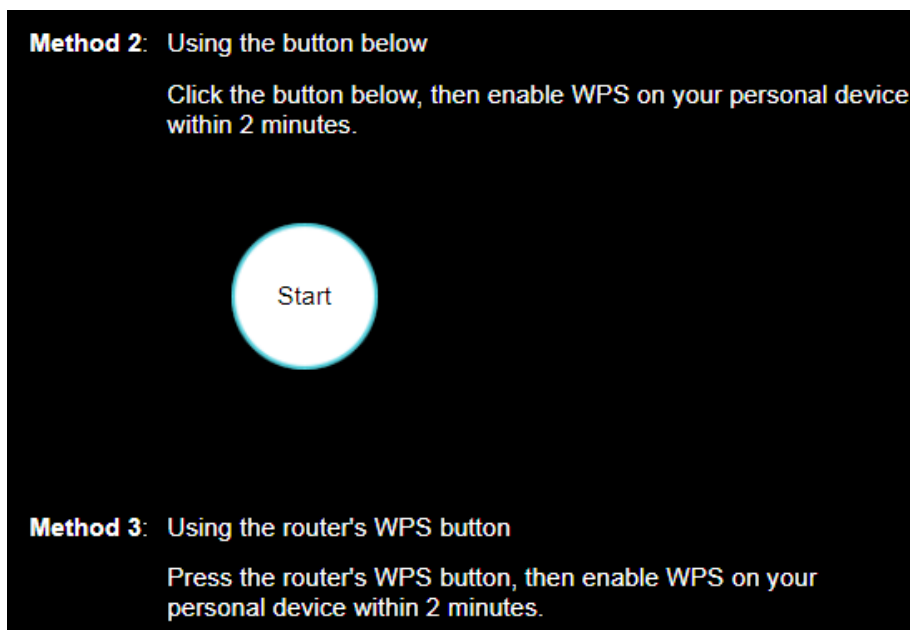 Method 2: Using the button below
Click the button below, then enable WPS on your personal device
within 2 minutes.
Start
Method 3: Using the router's WPS button
Press the router's WPS button, then enable WPS on your
personal device within 2 minutes.